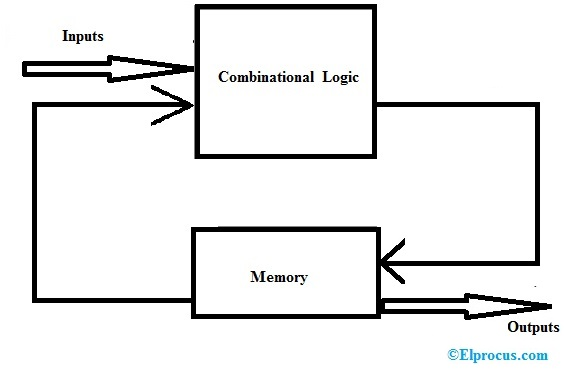 Inputs
Combinational Logic
Memory
Outputs
©Elprocus.com